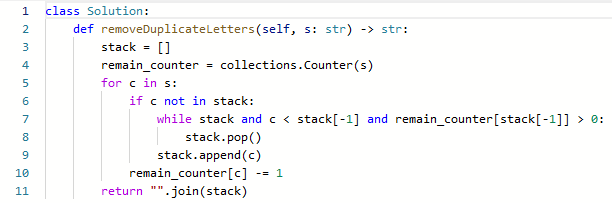 1 class Solution:
2     def removeDuplicateLetters(self, s: str) -> str:
3         stack = []
4         remain_counter = collections.Counter(s)
5         for c in s:
6             if c not in stack:
7                 while stack and c < stack[-1] and remain_counter[stack[-1]] > 0:
8                     stack.pop()
9                 stack.append(c)
10             remain_counter[c] -= 1
11         return "".join(stack)